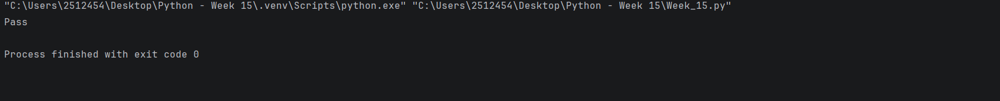 "C:\Users\2512454\Desktop\Python - Week 15\.venv\Scripts\python.exe" "C:\Users\2512454\Desktop\Python - Week 15\Week_15.py"
Pass
Process finished with exit code 0